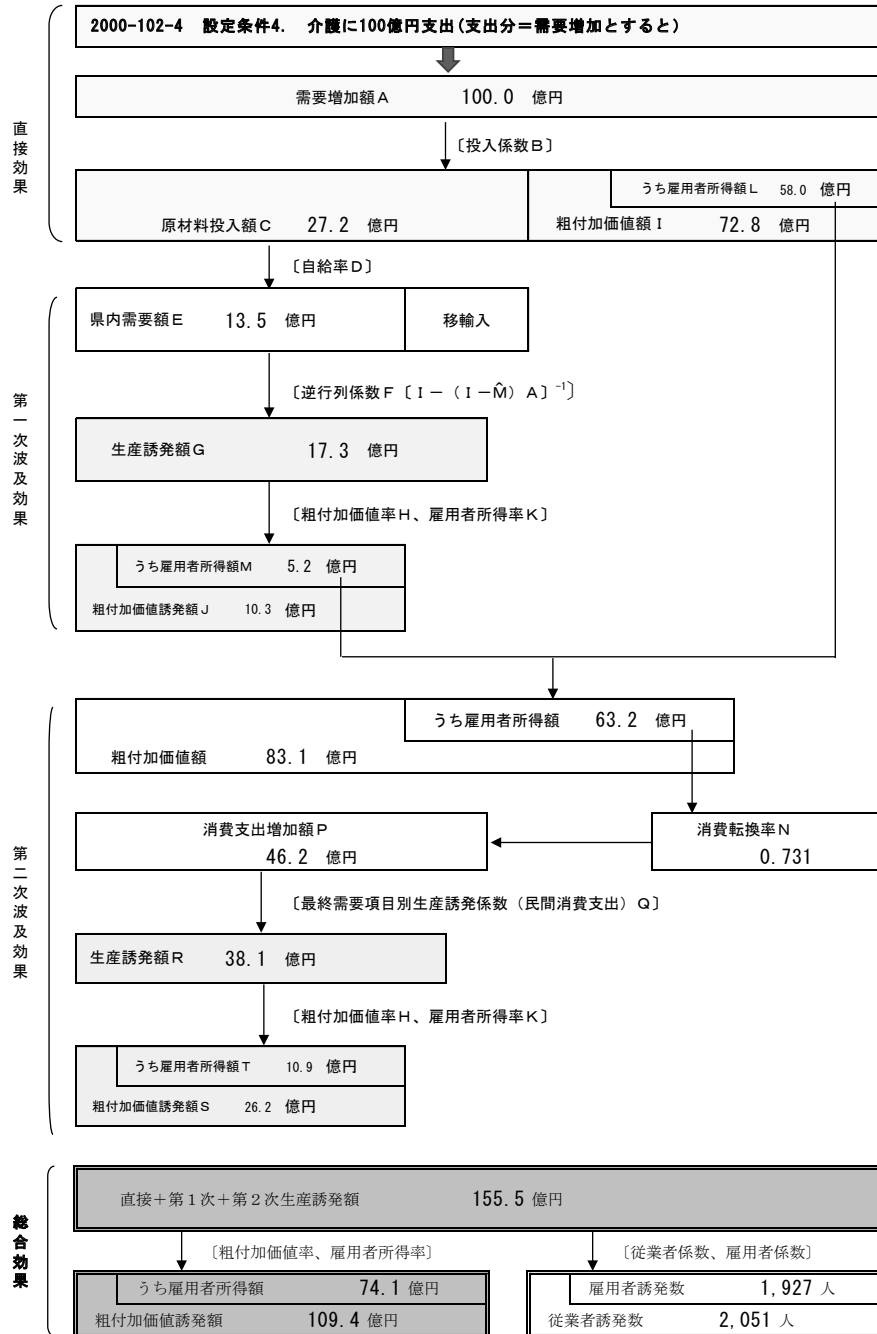 2000-102-4 設定条件4. 介護に100億円支出(支出分＝需要増加とすると)
直接効果
需要増加額A 100.0 億円
〔投入係数B〕
うち雇用者所得額L 58.0 億円
原材料投入額C 27.2 億円
粗付加価値額I 72.8 億円
〔自給率D〕
第一次波及効果
県内需要額E 13.5 億円
移輸入
〔逆行列係数F〔I－（I－M̂）A〕⁻¹〕
生産誘発額G 17.3 億円
〔粗付加価値率H、雇用者所得率K〕
うち雇用者所得額M 5.2 億円
粗付加価値誘発額J 10.3 億円
第二次波及効果
うち雇用者所得額 63.2 億円
粗付加価値額 83.1 億円
消費支出増加額P
46.2 億円
消費転換率N
0.731
〔最終需要項目別生産誘発係数（民間消費支出）Q〕
生産誘発額R 38.1 億円
〔粗付加価値率H、雇用者所得率K〕
うち雇用者所得額T 10.9 億円
粗付加価値誘発額S 26.2 億円
総合効果
直接＋第1次＋第2次生産誘発額 155.5 億円
〔粗付加価値率、雇用者所得率〕
〔従業者係数、雇用者係数〕
うち雇用者所得額 74.1 億円
粗付加価値誘発額 109.4 億円
雇用者誘発数 1,927 人
従業者誘発数 2,051 人